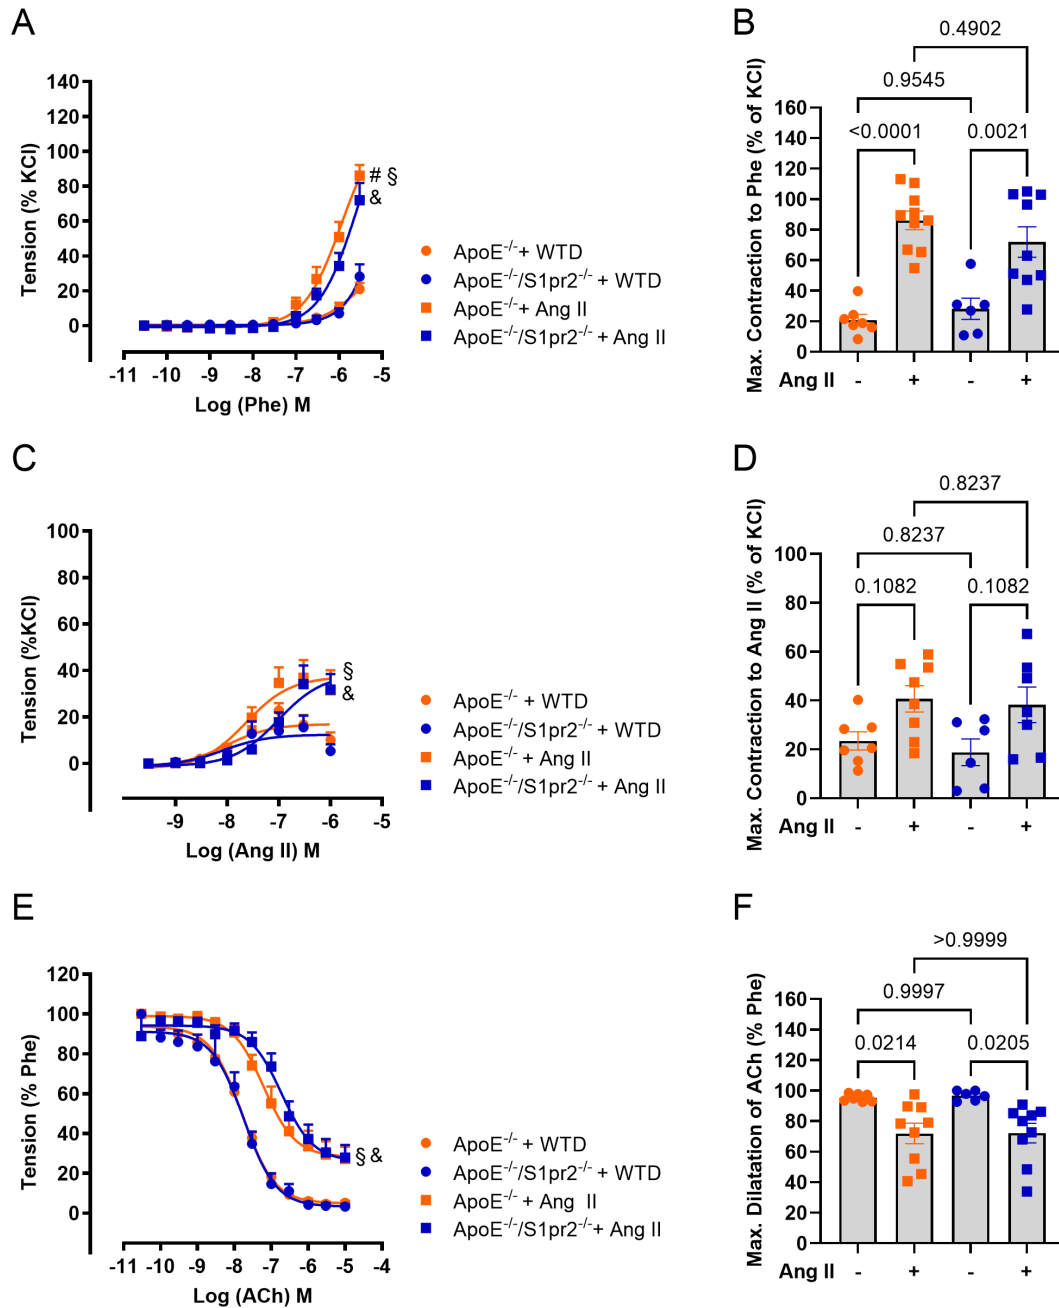 A
Tension (% KCl)
140
120
100
80
60
40
20
0
# §
&
-11 -10 -9 -8 -7 -6 -5
Log (Phe) M
ApoE-/-+ WTD
ApoE-/-/S1pr2-/- + WTD
ApoE-/-+ Ang II
ApoE-/-/S1pr2-/- + Ang II
B
Max. Contraction to Phe (% of KCl)
0.4902
0.9545
<0.0001 0.0021
160
140
120
100
80
60
40
20
0
Ang II - + - +
C
Tension (%KCl)
100
80
60
40
20
0
§
&
-9 -8 -7 -6 -5
Log (Ang II) M
ApoE-/- + WTD
ApoE-/-/S1pr2-/- + WTD
ApoE-/- + Ang II
ApoE-/-/S1pr2-/- + Ang II
D
Max. Contraction to Ang II (% of KCl)
0.8237
0.8237
0.1082 0.1082
100
80
60
40
20
0
Ang II - + - +
E
Tension (% Phe)
120
100
80
60
40
20
0
§ &
-11 -10 -9 -8 -7 -6 -5 -4
Log (ACh) M
ApoE-/- + WTD
ApoE-/-/S1pr2-/- + WTD
ApoE-/- + Ang II
ApoE-/-/S1pr2-/-+ Ang II
F
Max. Dilatation of ACh (% Phe)
>0.9999
0.9997
0.0214 0.0205
160
140
120
100
80
60
40
20
0
Ang II - + - +